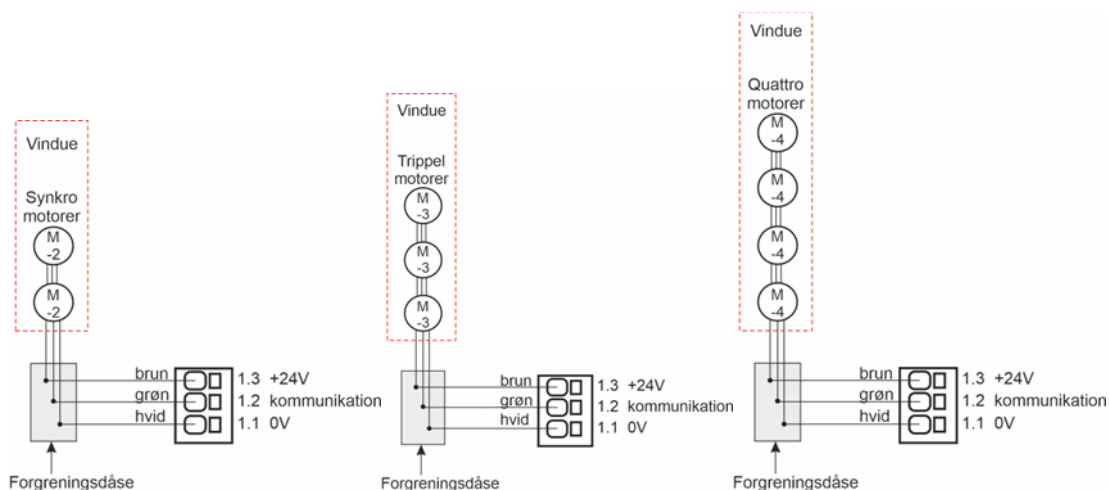 Vindue
Synkro
motorer
M
-2
M
-2
brun
1.3 +24V
grøn
1.2 kommunikation
hvid
1.1 0V
Forgreningsdåse
Vindue
Trippel
motorer
M
-3
M
-3
M
-3
brun
1.3 +24V
grøn
1.2 kommunikation
hvid
1.1 0V
Forgreningsdåse
Vindue
Quattro
motorer
M
-4
M
-4
M
-4
M
-4
brun
1.3 +24V
grøn
1.2 kommunikation
hvid
1.1 0V
Forgreningsdåse